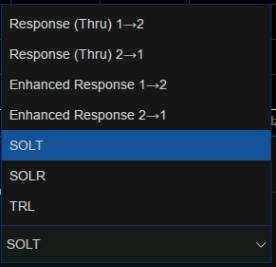 Response (Thru) 1→2
Response (Thru) 2→1
Enhanced Response 1→2
Enhanced Response 2→1
SOLT
SOLR
TRL
SOLT